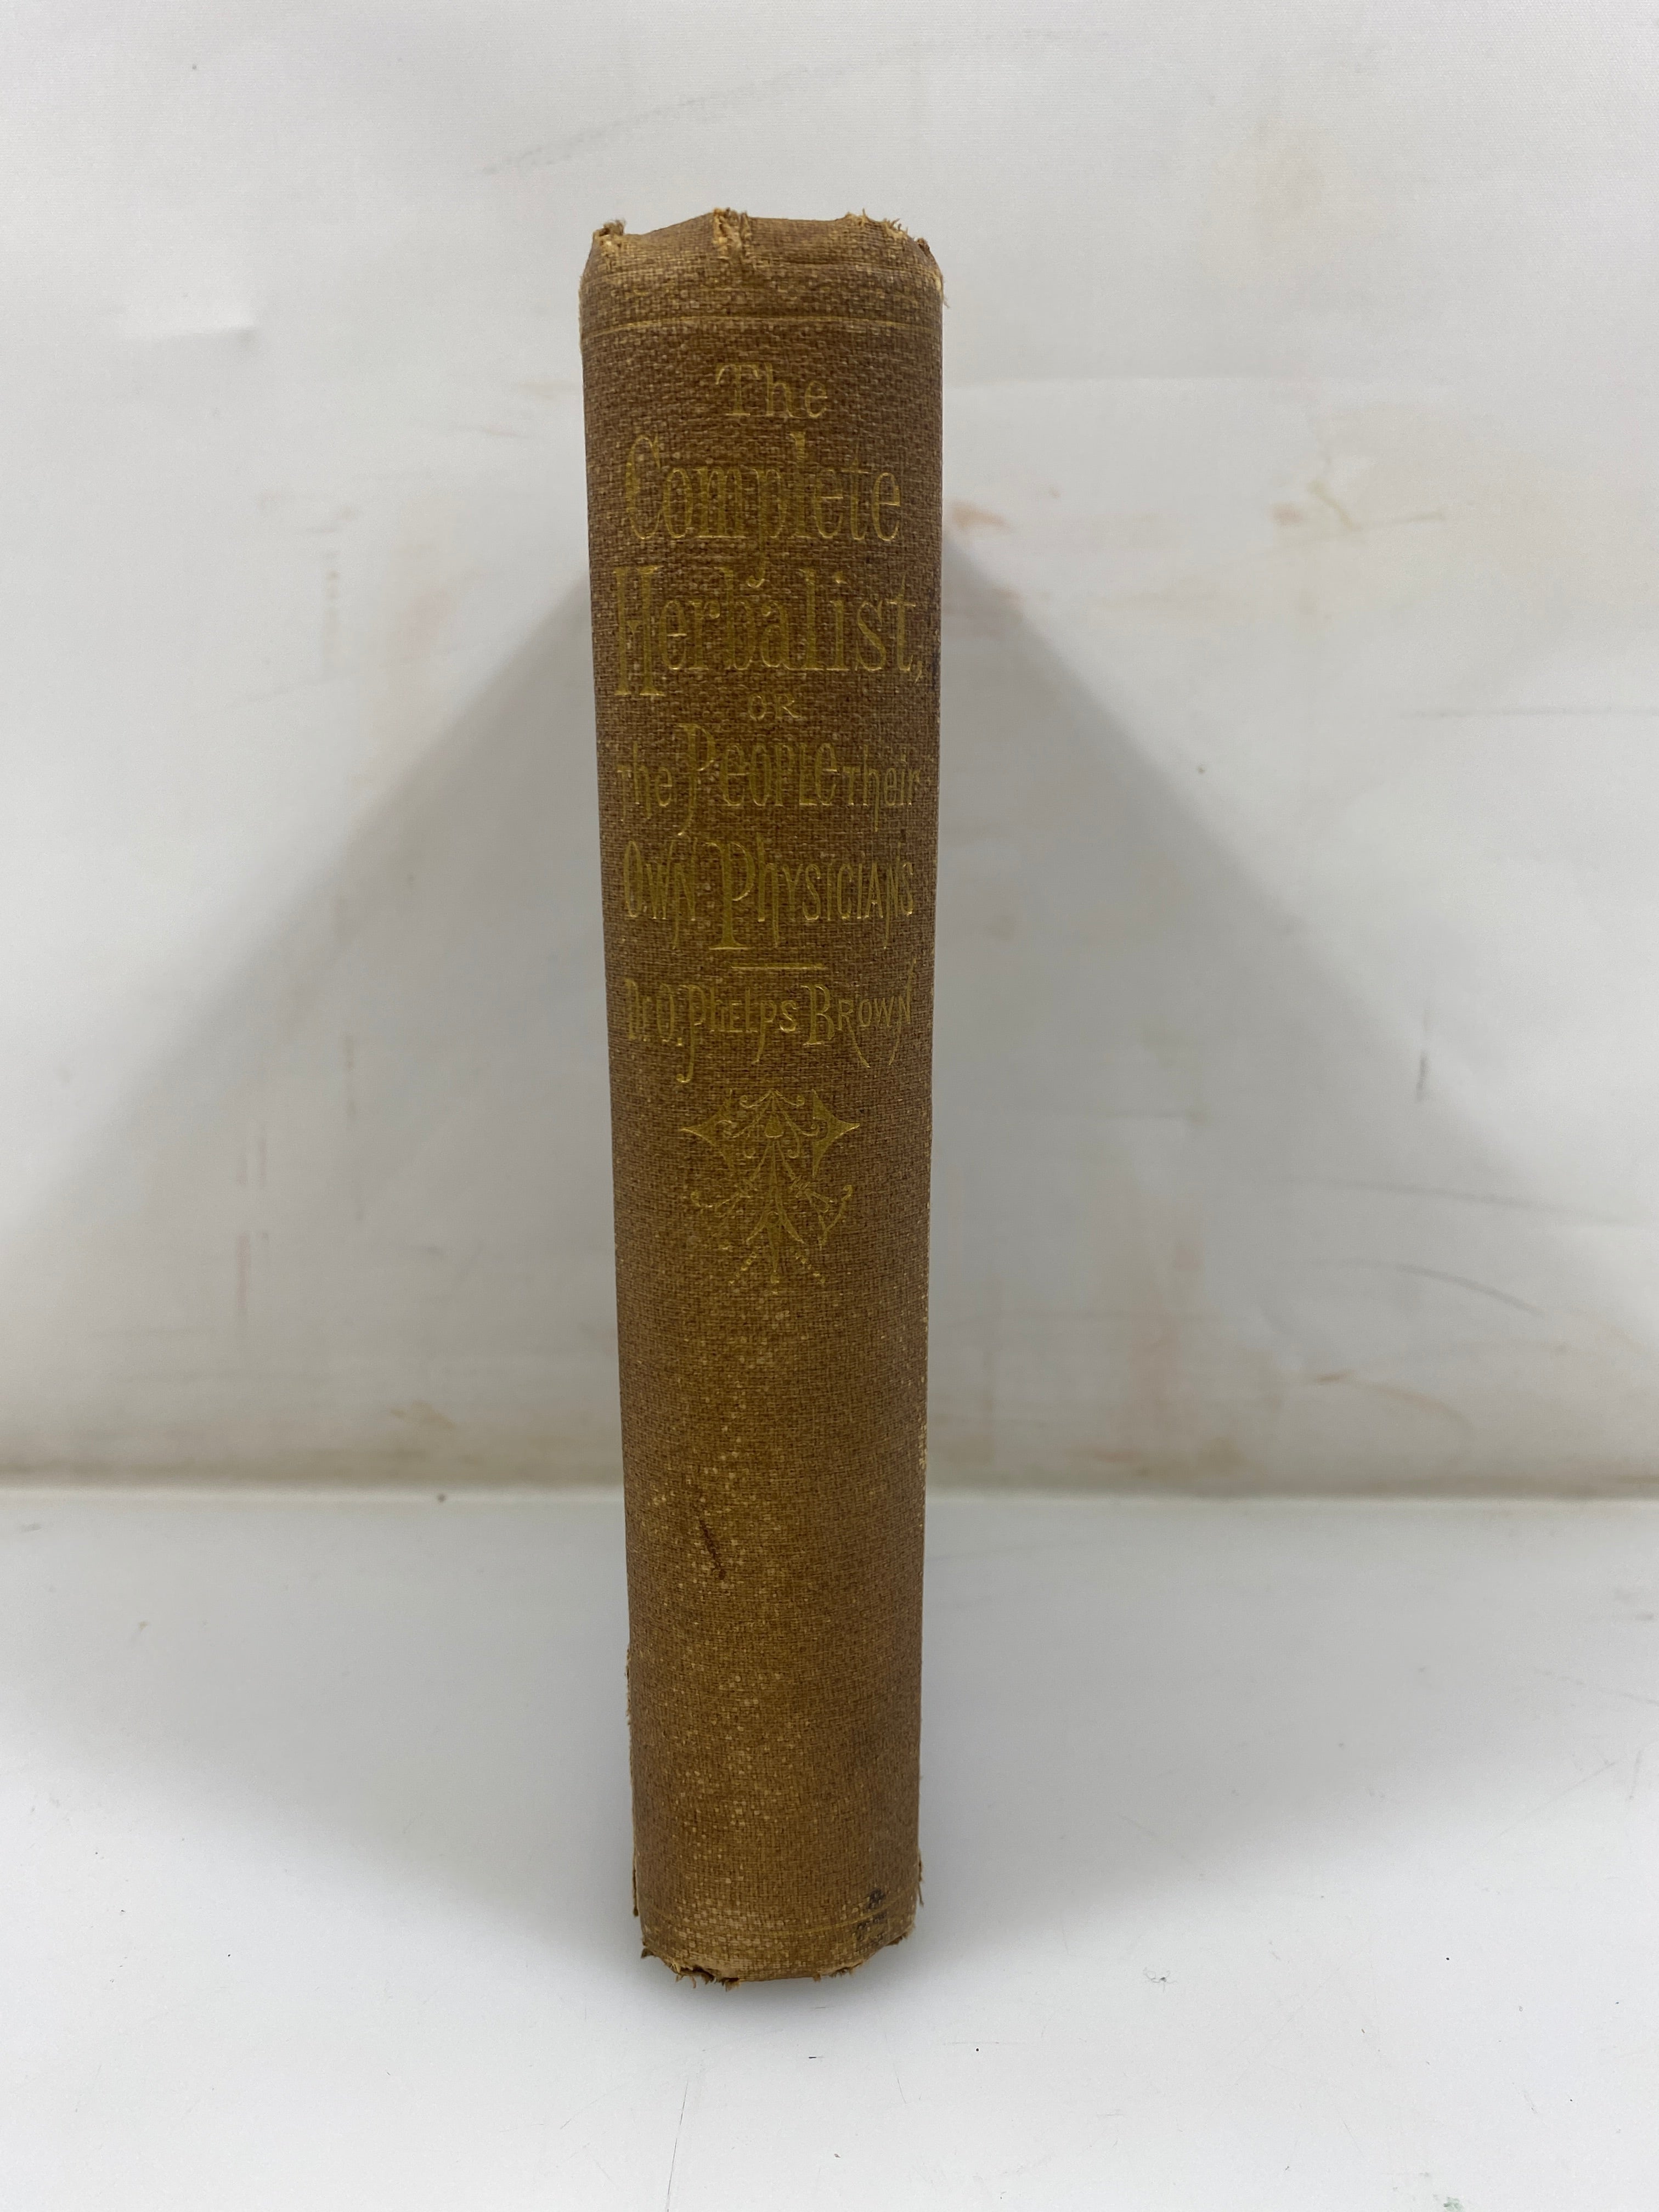 The
Complete
Herbalist,
OR
the PEOPLE their
OWN PHYSICIANS
Dr. O. PHELPS BROWN